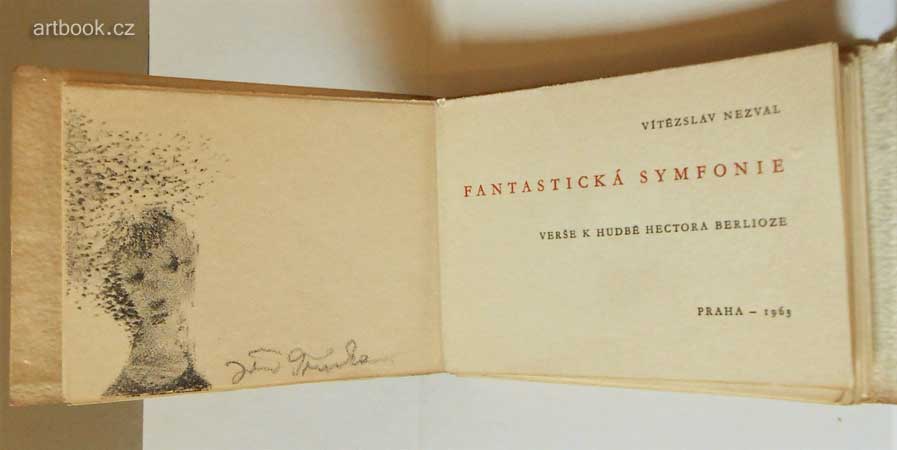 artbook.cz
VÍTĚZSLAV NEZVAL
FANTASTICKÁ SYMFONIE
VERŠE K HUDBĚ HECTORA BERLIOZE
PRAHA – 1963